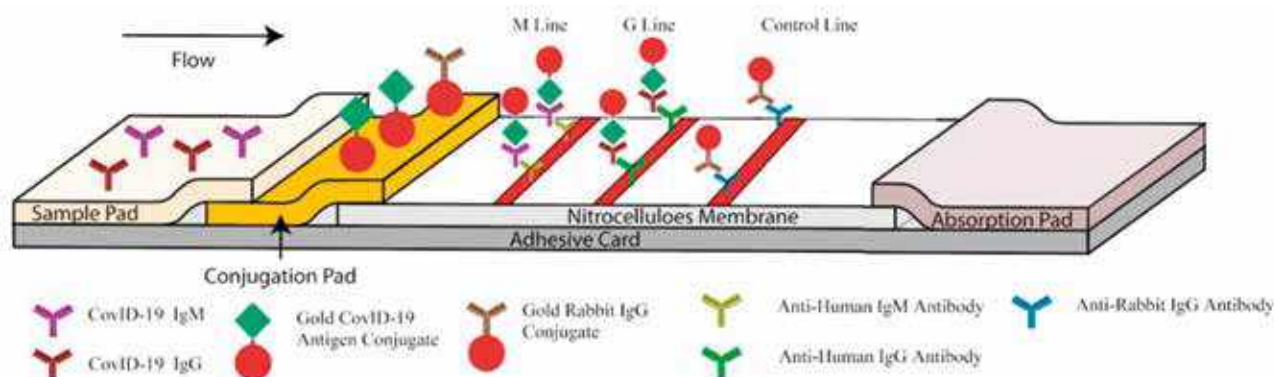 M Line
G Line
Control Line
Flow
Sample Pad
Nitrocelluloes Membrane
Absorption Pad
Adhesive Card
Conjugation Pad
CovID-19 IgM
CovID-19 IgG
Gold CovID-19
Antigen Conjugate
Gold Rabbit IgG
Conjugate
Anti-Human IgM Antibody
Anti-Human IgG Antibody
Anti-Rabbit IgG Antibody